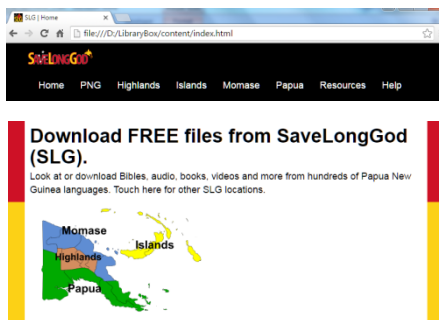 SLG | Home
file:///D:/LibraryBox/content/index.html
SAVELONGGOD
Home PNG Highlands Islands Momase Papua Resources Help
Download FREE files from SaveLongGod
(SLG).
Look at or download Bibles, audio, books, videos and more from hundreds of Papua New
Guinea languages. Touch here for other SLG locations.
Momase
Islands
Highlands
Papua